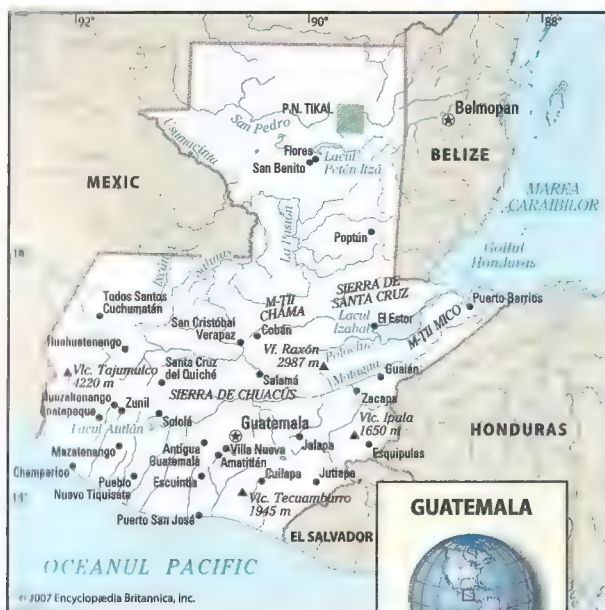 92°
90°
88°
P.N. TIKAL
San Pedro
Usumacinta
Belmopan
Flores
San Benito
Lacul
Petén Itzá
BELIZE
MEXIC
MAREA
CARAIBILOR
La Pasión
Poptún
Golful
Honduras
18
SIERRA DE
SANTA CRUZ
Todos Santos
Cuchumatán
M-ȚII
CHAMA
Lacul
Izabal
Puerto Barrios
San Cristóbal
Verapaz
Cobán
El Estor
M-ȚII MICO
Huehuetenango
Vf. Raxón
2987 m
Polochic
Vlc. Tajumulco
4220 m
Santa Cruz
del Quiché
Salamá
Motagua
Gualán
SIERRA DE CHUACÚS
Zacapa
Zunil
Sololá
Guatemala
Vlc. Ipala
1650 m
HONDURAS
Lacul Atitlán
Mazatenango
Antigua
Guatemală
Villa Nueva
Amatitlán
Jalapa
Esquipulas
Champerico
Pueblo
Nuevo Tiquisate
Escuintla
Cuilapa
Jutiapa
14°
Vlc. Tecuamburro
1945 m
GUATEMALA
Puerto San José
EL SALVADOR
OCEANUL PACIFIC
© 2007 Encyclopædia Britannica, Inc.